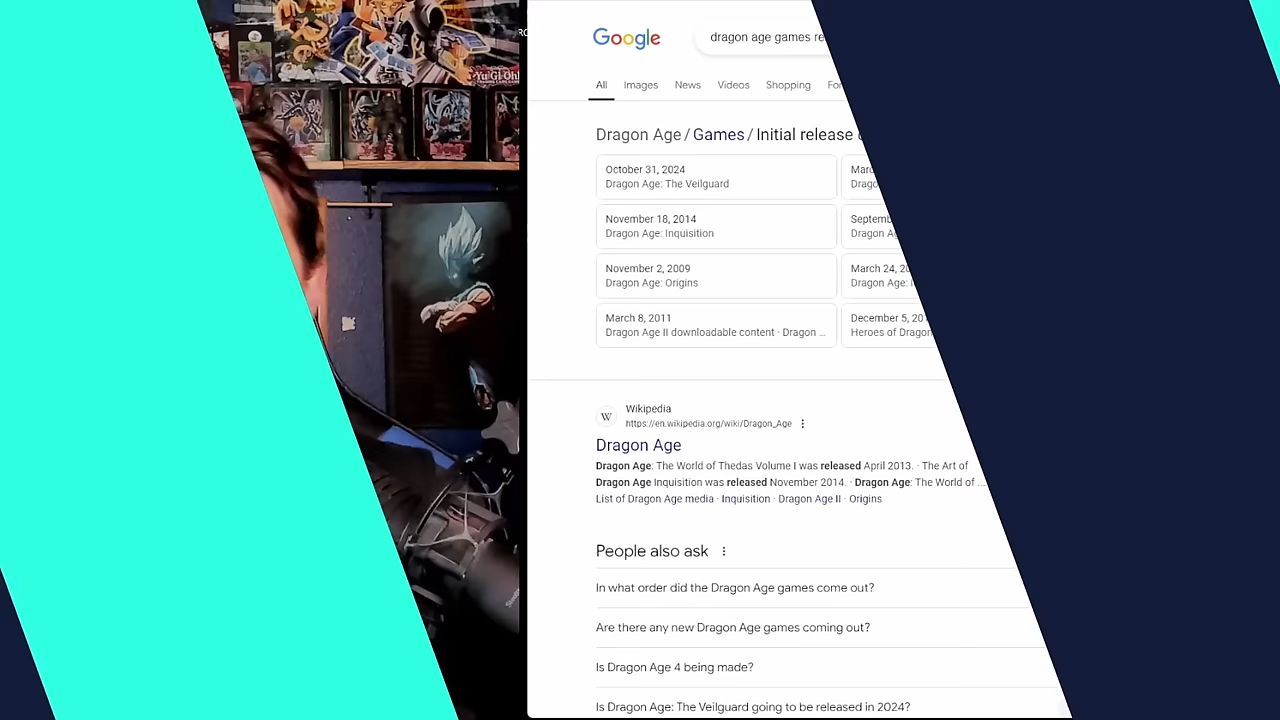 Yu-Gi-Oh!
Google
dragon age games re
All Images News Videos Shopping
Dragon Age / Games / Initial release
October 31, 2024
Dragon Age: The Veilguard
November 18, 2014
Dragon Age: Inquisition
Septemb
November 2, 2009
Dragon Age: Origins
March 24, 20
Dragon Age:
March 8, 2011
Dragon Age II downloadable content · Dragon ...
December 5, 201
Heroes of Dragon
W
Wikipedia
https://en.wikipedia.org/wiki/Dragon_Age
Dragon Age
Dragon Age: The World of Thedas Volume I was released April 2013. · The Art of
Dragon Age Inquisition was released November 2014. · Dragon Age: The World of ...
List of Dragon Age media · Inquisition · Dragon Age II · Origins
People also ask
In what order did the Dragon Age games come out?
Are there any new Dragon Age games coming out?
Is Dragon Age 4 being made?
Is Dragon Age: The Veilguard going to be released in 2024?